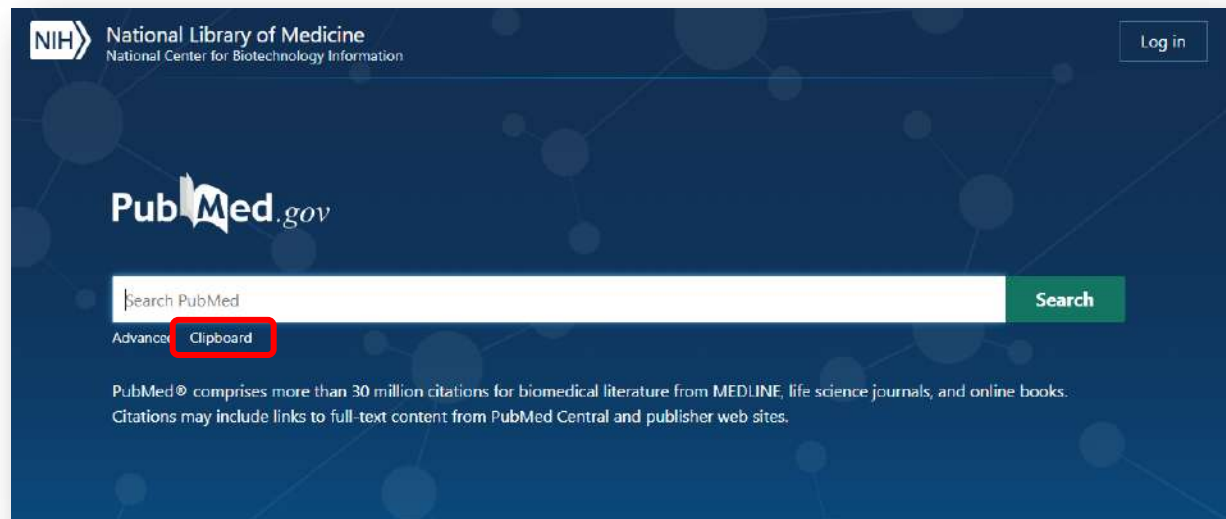 NIH
National Library of Medicine
Log in
National Center for Biotechnology Information
PubMed.gov
Search PubMed
Search
Advanced Clipboard
PubMed® comprises more than 30 million citations for biomedical literature from MEDLINE, life science journals, and online books.
Citations may include links to full-text content from PubMed Central and publisher web sites.